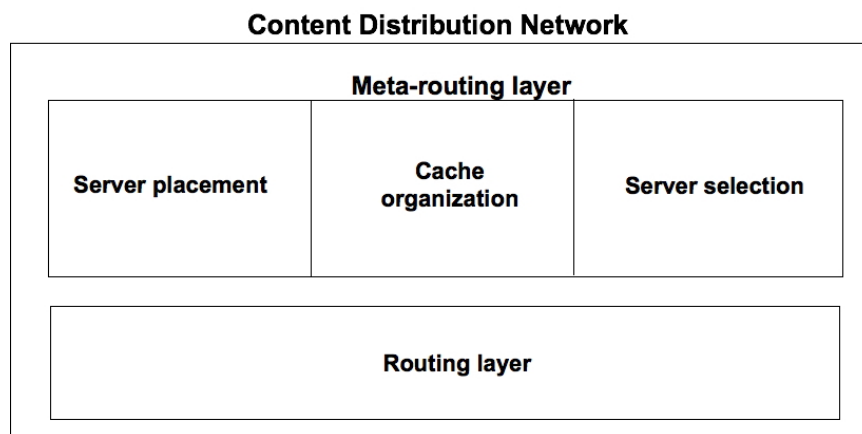 Content Distribution Network
Meta-routing layer
Server placement
Cache
organization
Server selection
Routing layer